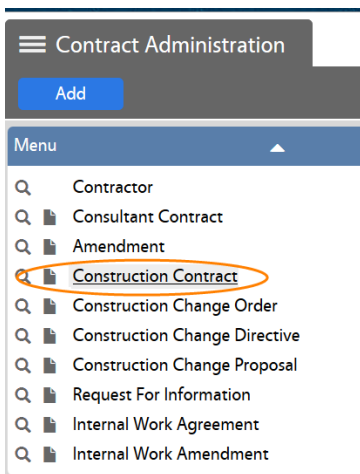 Contract Administration
Add
Menu
Contractor
Consultant Contract
Amendment
Construction Contract
Construction Change Order
Construction Change Directive
Construction Change Proposal
Request For Information
Internal Work Agreement
Internal Work Amendment